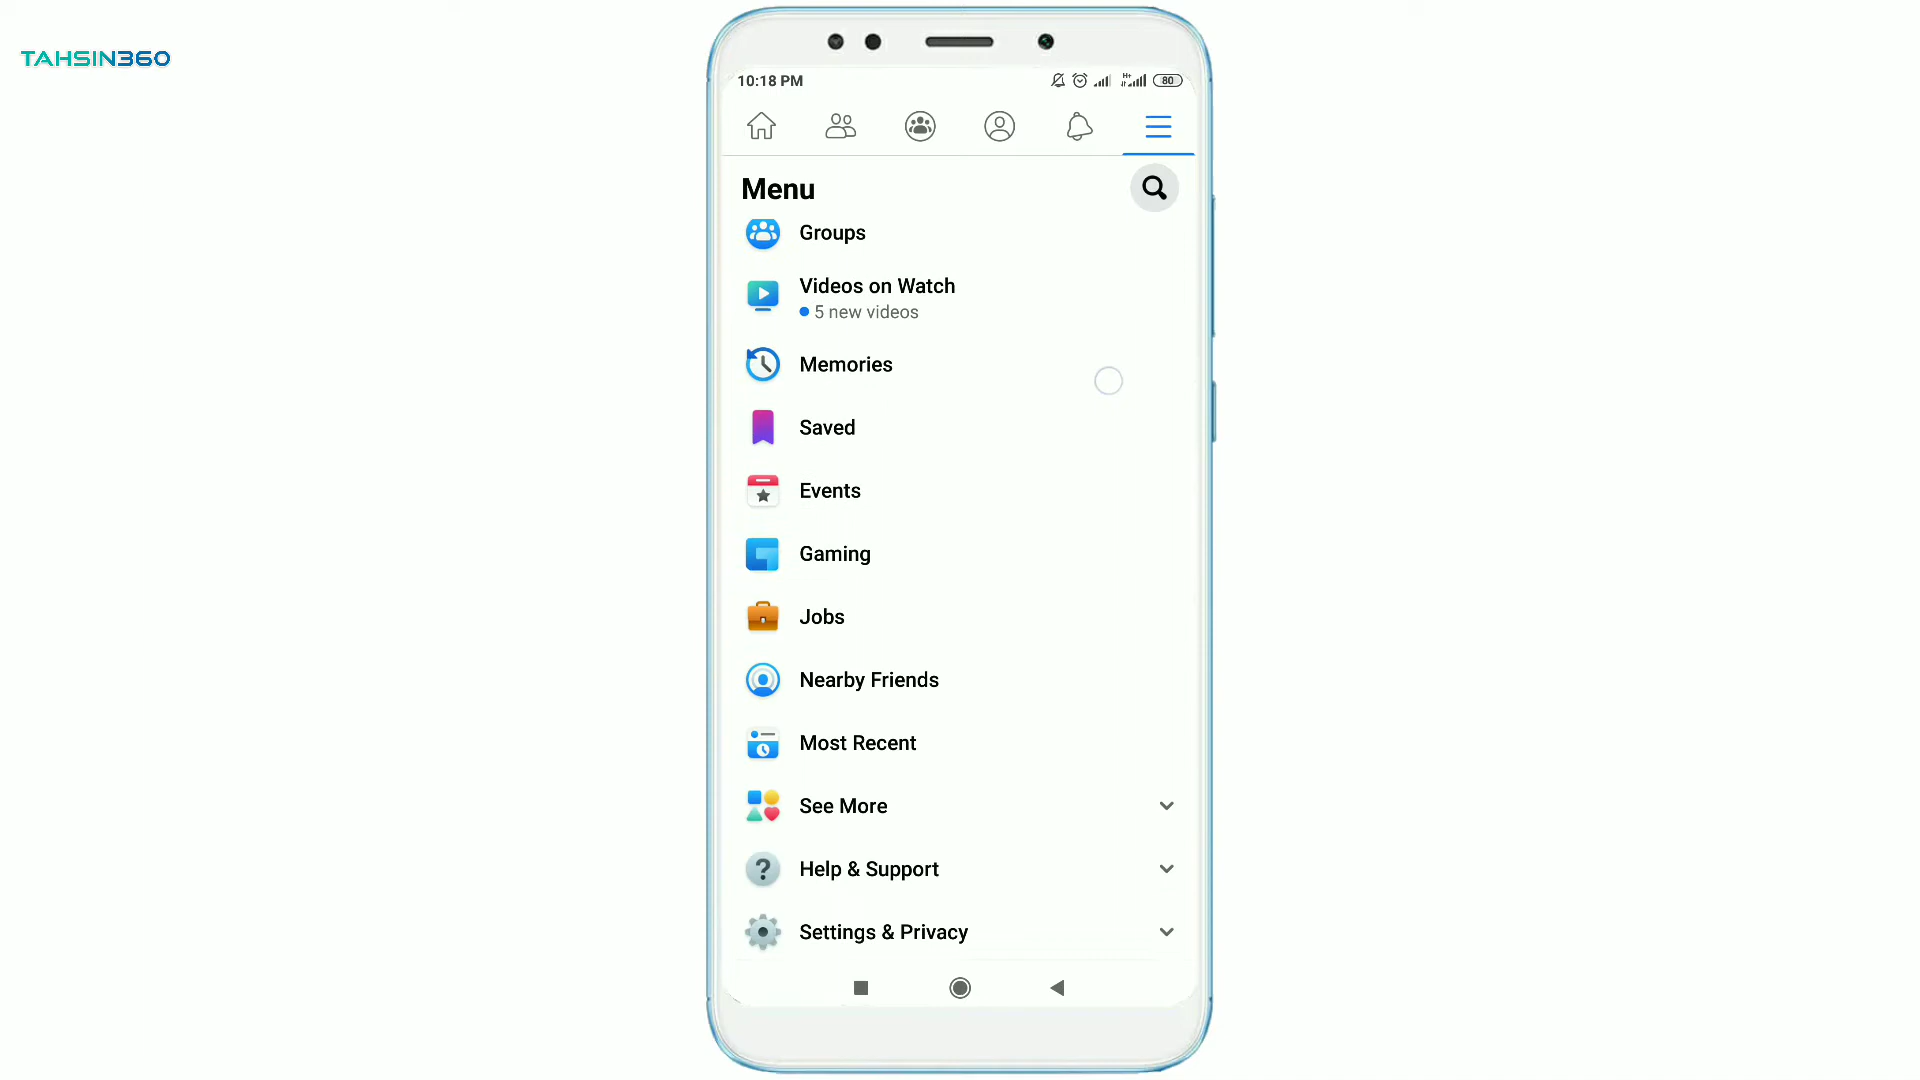 TAHSIN360
10:18 PM
H+
80
Menu
Groups
Videos on Watch
5 new videos
Memories
Saved
Events
Gaming
Jobs
Nearby Friends
Most Recent
See More
Help & Support
Settings & Privacy